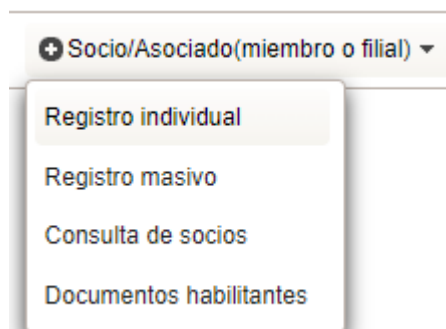 Socio/Asociado(miembro o filial)
Registro individual
Registro masivo
Consulta de socios
Documentos habilitantes